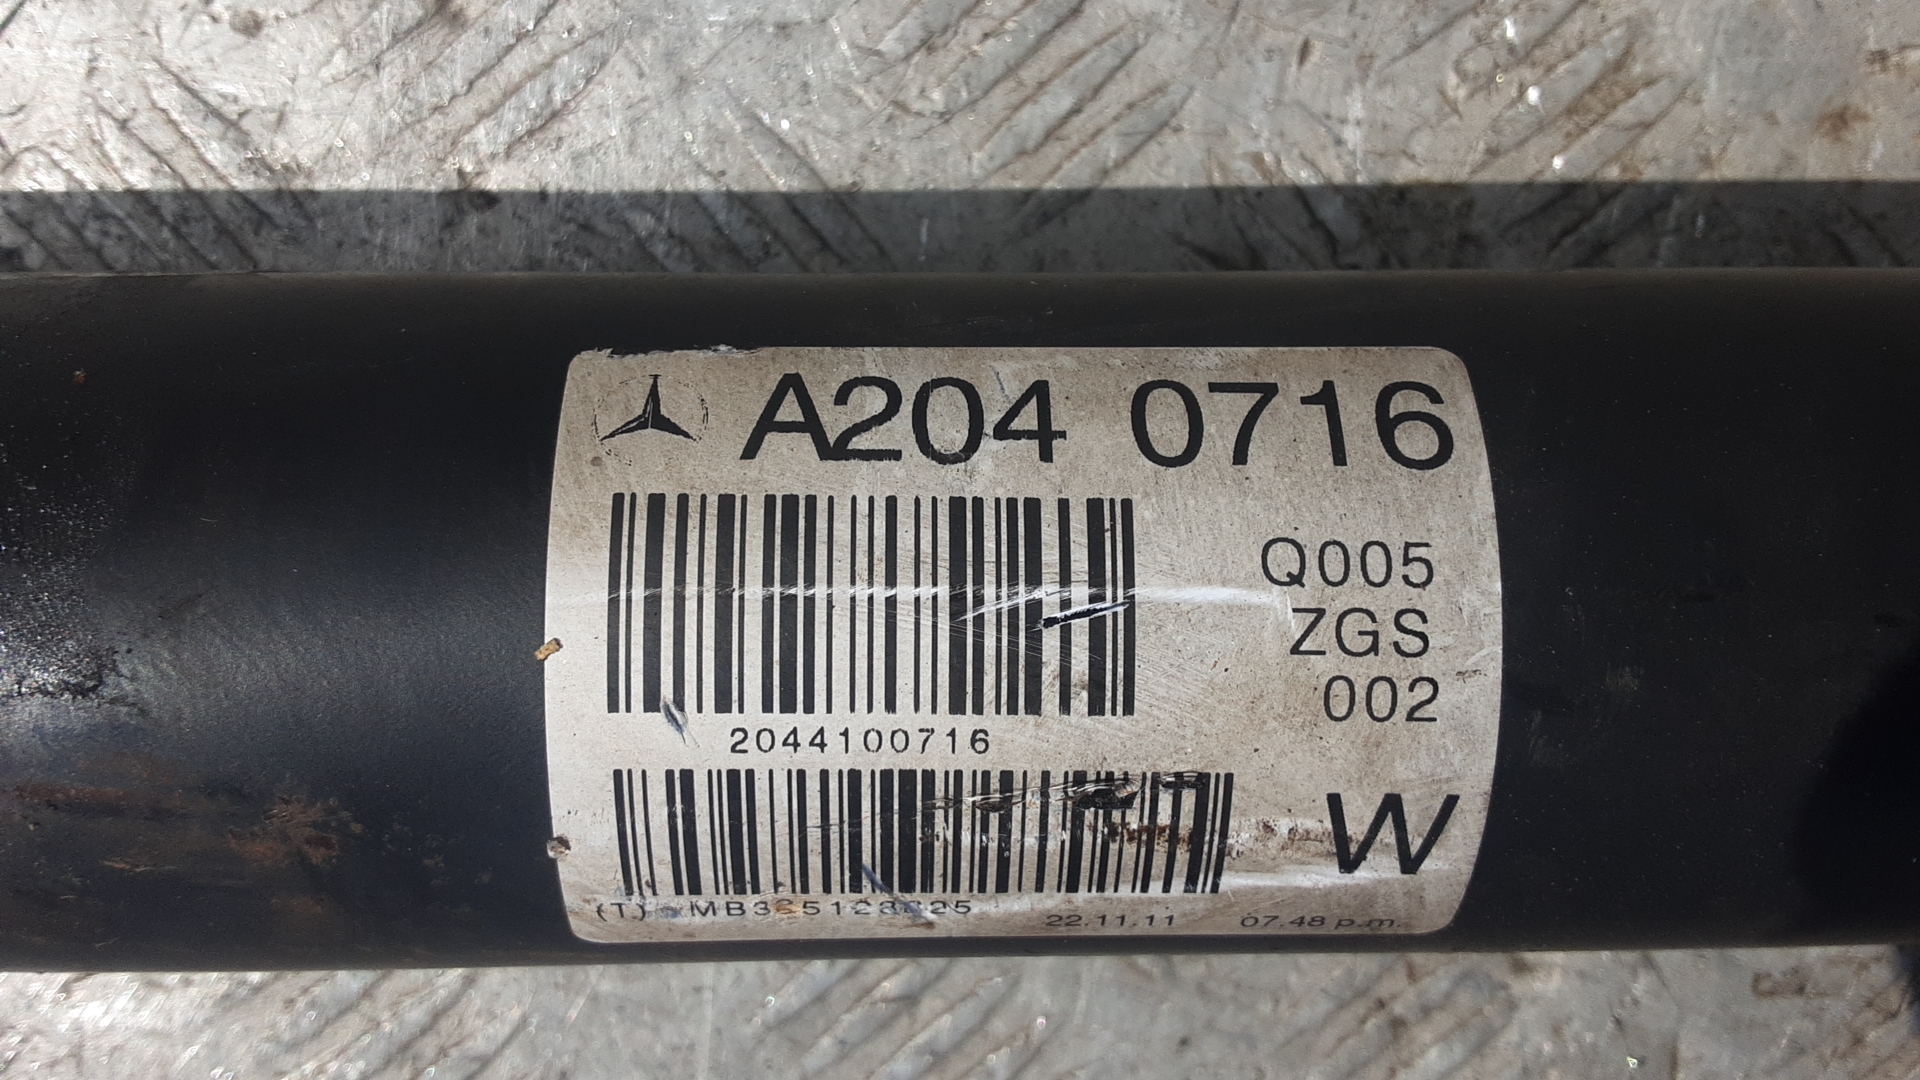 A204 0716
Q005
ZGS
002
2044100716
W
(T)
22.11.11 07.48 p.m.